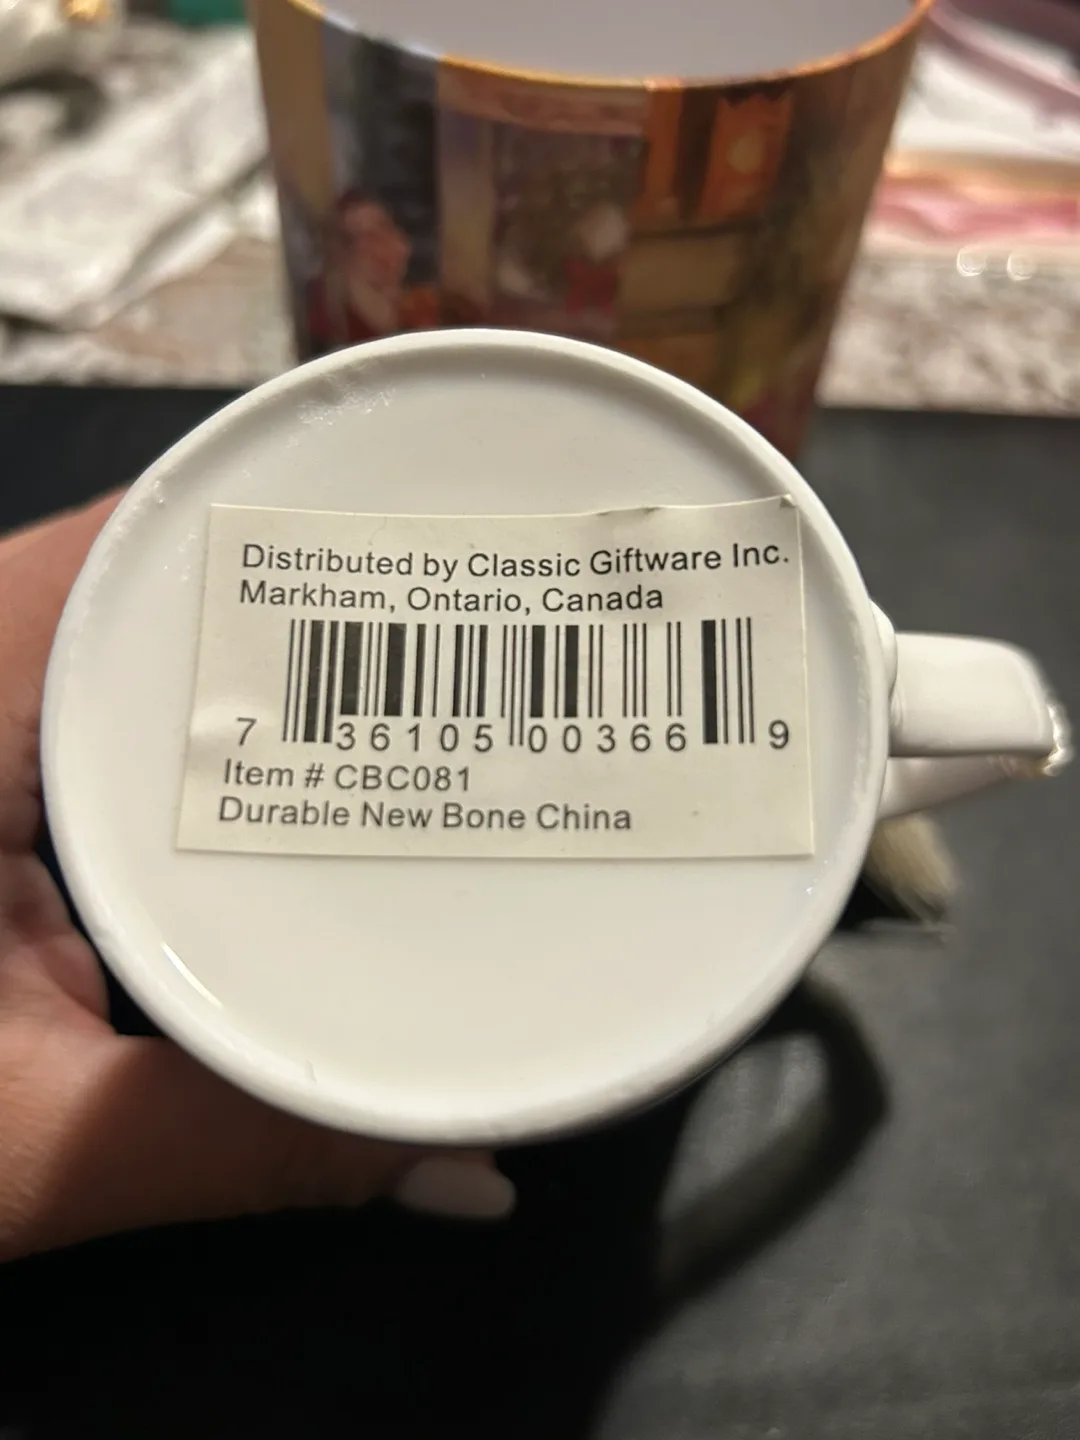 Distributed by Classic Giftware Inc.
Markham, Ontario, Canada
7 36105 00366 9
Item # CBC081
Durable New Bone China